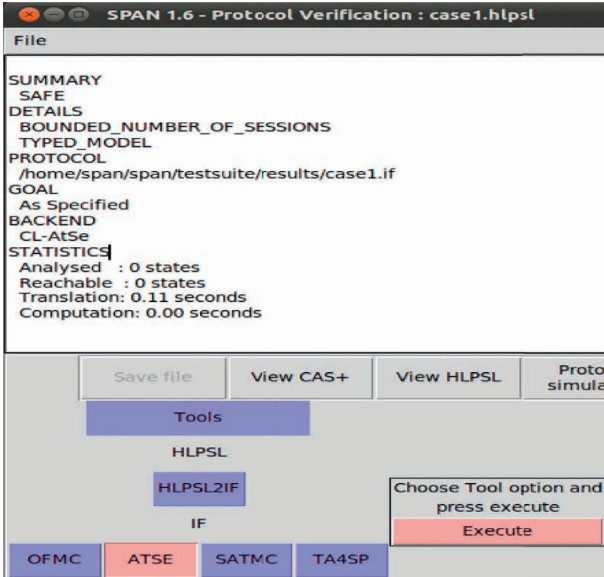 SPAN 1.6 - Protocol Verification : case1.hlpsl
File
SUMMARY
SAFE
DETAILS
BOUNDED_NUMBER_OF_SESSIONS
TYPED_MODEL
PROTOCOL
/home/span/span/testsuite/results/case1.if
GOAL
As Specified
BACKEND
CL-AtSe
STATISTICS
Analysed : 0 states
Reachable : 0 states
Translation: 0.11 seconds
Computation: 0.00 seconds
Save file View CAS+ View HLPSL Proto
simula
Tools
HLPSL
HLPSL2IF
Choose Tool option and
press execute
IF
Execute
OFMC ATSE SATMC TA4SP